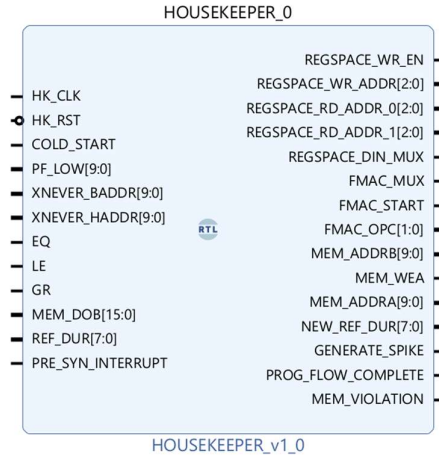 HOUSEKEEPER_0
HK_CLK
HK_RST
COLD_START
PF_LOW[9:0]
XNEVER_BADDR[9:0]
XNEVER_HADDR[9:0]
EQ
LE
GR
MEM_DOB[15:0]
REF_DUR[7:0]
PRE_SYN_INTERRUPT
RTL
REGSPACE_WR_EN
REGSPACE_WR_ADDR[2:0]
REGSPACE_RD_ADDR_0[2:0]
REGSPACE_RD_ADDR_1[2:0]
REGSPACE_DIN_MUX
FMAC_MUX
FMAC_START
FMAC_OPC[1:0]
MEM_ADDRB[9:0]
MEM_WEA
MEM_ADDRA[9:0]
NEW_REF_DUR[7:0]
GENERATE_SPIKE
PROG_FLOW_COMPLETE
MEM_VIOLATION
HOUSEKEEPER_v1_0